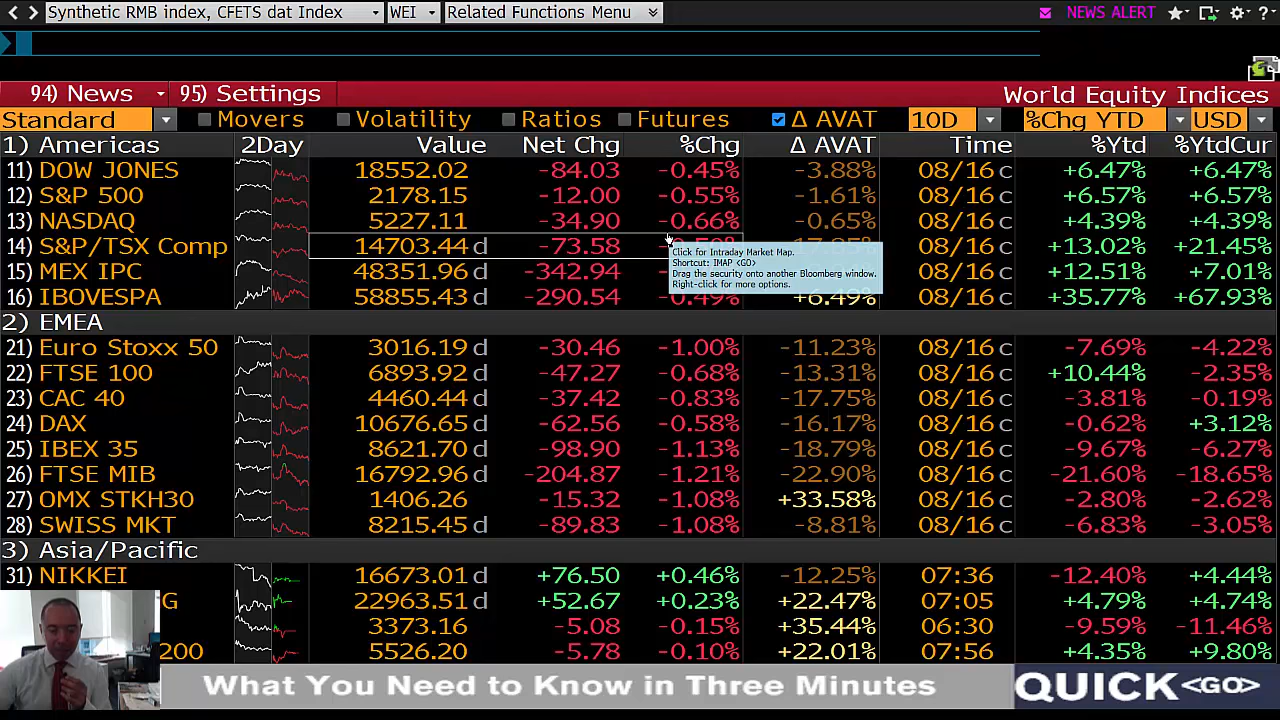 Synthetic RMB index, CFETS dat Index WEI Related Functions Menu NEWS ALERT ?
94) News 95) Settings World Equity Indices
Standard Movers Volatility Ratios Futures Δ AVAT 10D %Chg YTD USD
1) Americas 2Day Value Net Chg %Chg Δ AVAT Time %Ytd %YtdCur
11) DOW JONES 18552.02 -84.03 -0.45% -3.88% 08/16 c +6.47% +6.47%
12) S&P 500 2178.15 -12.00 -0.55% -1.61% 08/16 c +6.57% +6.57%
13) NASDAQ 5227.11 -34.90 -0.66% -0.65% 08/16 c +4.39% +4.39%
14) S&P/TSX Comp 14703.44 d -73.58 08/16 c +13.02% +21.45%
Click for Intraday Market Map.
Shortcut: IMAP <GO>
Drag the security onto another Bloomberg window.
Right-click for more options.
15) MEX IPC 48351.96 d -342.94 08/16 c +12.51% +7.01%
16) IBOVESPA 58855.43 d -290.54 -0.49% +6.49% 08/16 c +35.77% +67.93%
2) EMEA
21) Euro Stoxx 50 3016.19 d -30.46 -1.00% -11.23% 08/16 c -7.69% -4.22%
22) FTSE 100 6893.92 d -47.27 -0.68% -13.31% 08/16 c +10.44% -2.35%
23) CAC 40 4460.44 d -37.42 -0.83% -17.75% 08/16 c -3.81% -0.19%
24) DAX 10676.65 d -62.56 -0.58% -16.17% 08/16 c -0.62% +3.12%
25) IBEX 35 8621.70 d -98.90 -1.13% -18.79% 08/16 c -9.67% -6.27%
26) FTSE MIB 16792.96 d -204.87 -1.21% -22.90% 08/16 c -21.60% -18.65%
27) OMX STKH30 1406.26 d -15.32 -1.08% +33.58% 08/16 c -2.80% -2.62%
28) SWISS MKT 8215.45 d -89.83 -1.08% -8.81% 08/16 c -6.83% -3.05%
3) Asia/Pacific
31) NIKKEI 16673.01 d +76.50 +0.46% -12.25% 07:36 -12.40% +4.44%
G 22963.51 d +52.67 +0.23% +22.47% 07:05 +4.79% +4.74%
3373.16 -5.08 -0.15% +35.44% 06:30 -9.59% -11.46%
200 5526.20 -5.78 -0.10% +22.01% 07:56 +4.35% +9.80%
What You Need to Know in Three Minutes QUICK <GO>